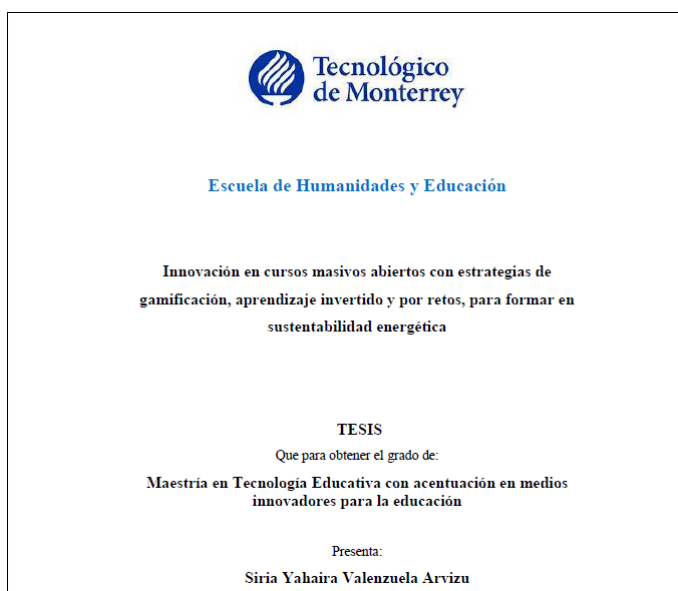 Tecnológico
de Monterrey
Escuela de Humanidades y Educación
Innovación en cursos masivos abiertos con estrategias de
gamificación, aprendizaje invertido y por retos, para formar en
sustentabilidad energética
TESIS
Que para obtener el grado de:
Maestría en Tecnología Educativa con acentuación en medios
innovadores para la educación
Presenta:
Siria Yahaira Valenzuela Arvizu